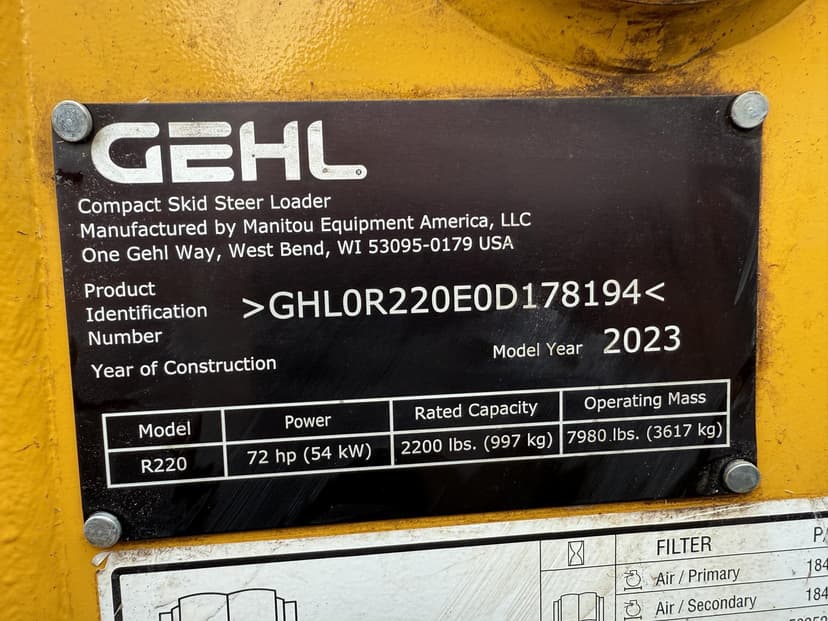 GEHL®
Compact Skid Steer Loader
Manufactured by Manitou Equipment America, LLC
One Gehl Way, West Bend, WI 53095-0179 USA
Product
Identification
Number
>GHL0R220E0D178194<
Year of Construction
Model Year 2023
Model Power Rated Capacity Operating Mass
R220 72 hp (54 kW) 2200 lbs. (997 kg) 7980 lbs. (3617 kg)
FILTER
Air / Primary 184
Air / Secondary 184